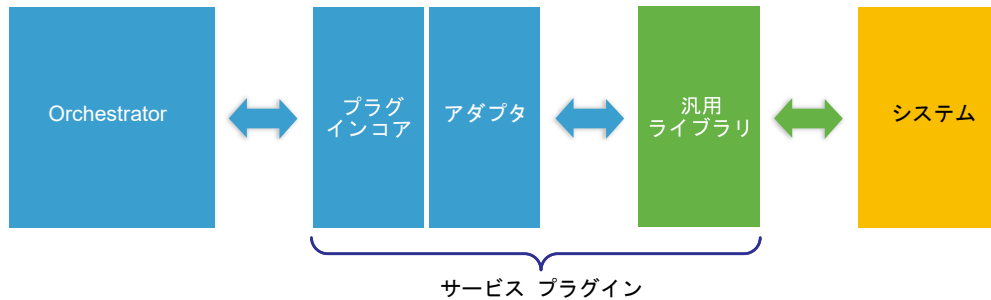 Orchestrator
プラグ
インコア
アダプタ
汎用
ライブラリ
システム
サービス プラグイン